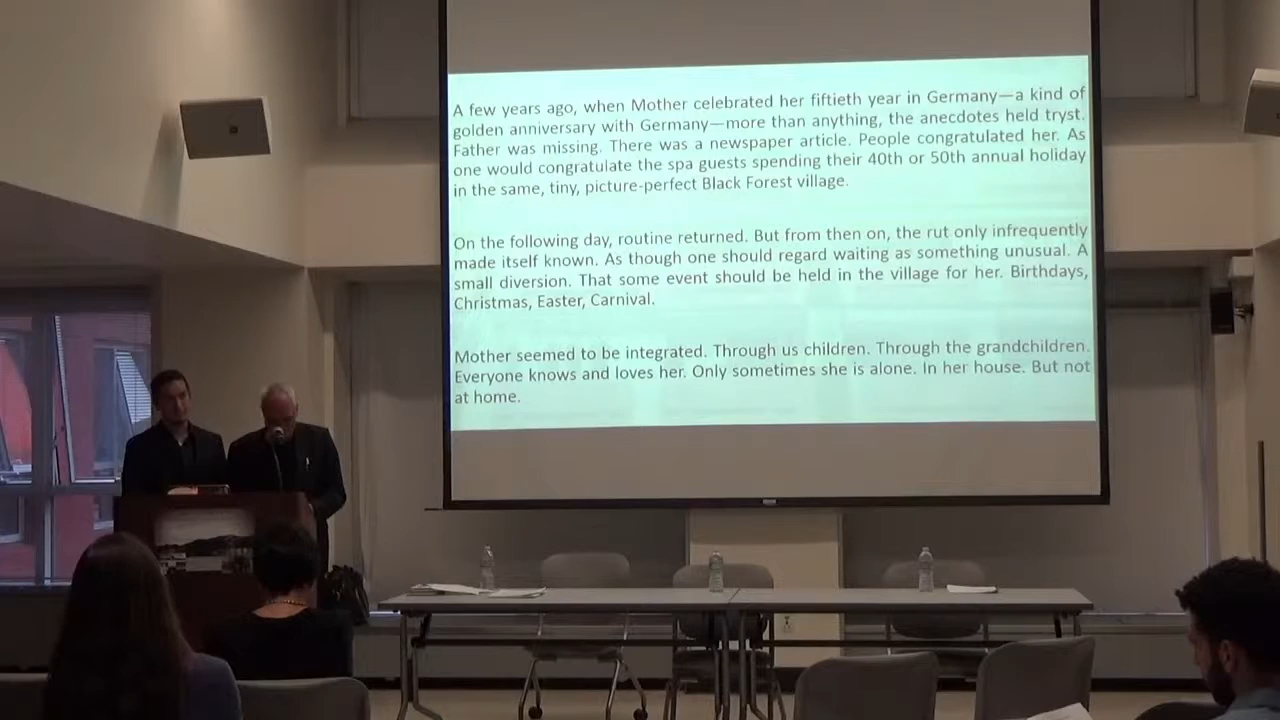 A few years ago, when Mother celebrated her fiftieth year in Germany—a kind of
golden anniversary with Germany—more than anything, the anecdotes held tryst.
Father was missing. There was a newspaper article. People congratulated her. As
one would congratulate the spa guests spending their 40th or 50th annual holiday
in the same, tiny, picture-perfect Black Forest village.
On the following day, routine returned. But from then on, the rut only infrequently
made itself known. As though one should regard waiting as something unusual. A
small diversion. That some event should be held in the village for her. Birthdays,
Christmas, Easter, Carnival.
Mother seemed to be integrated. Through us children. Through the grandchildren.
Everyone knows and loves her. Only sometimes she is alone. In her house. But not
at home.